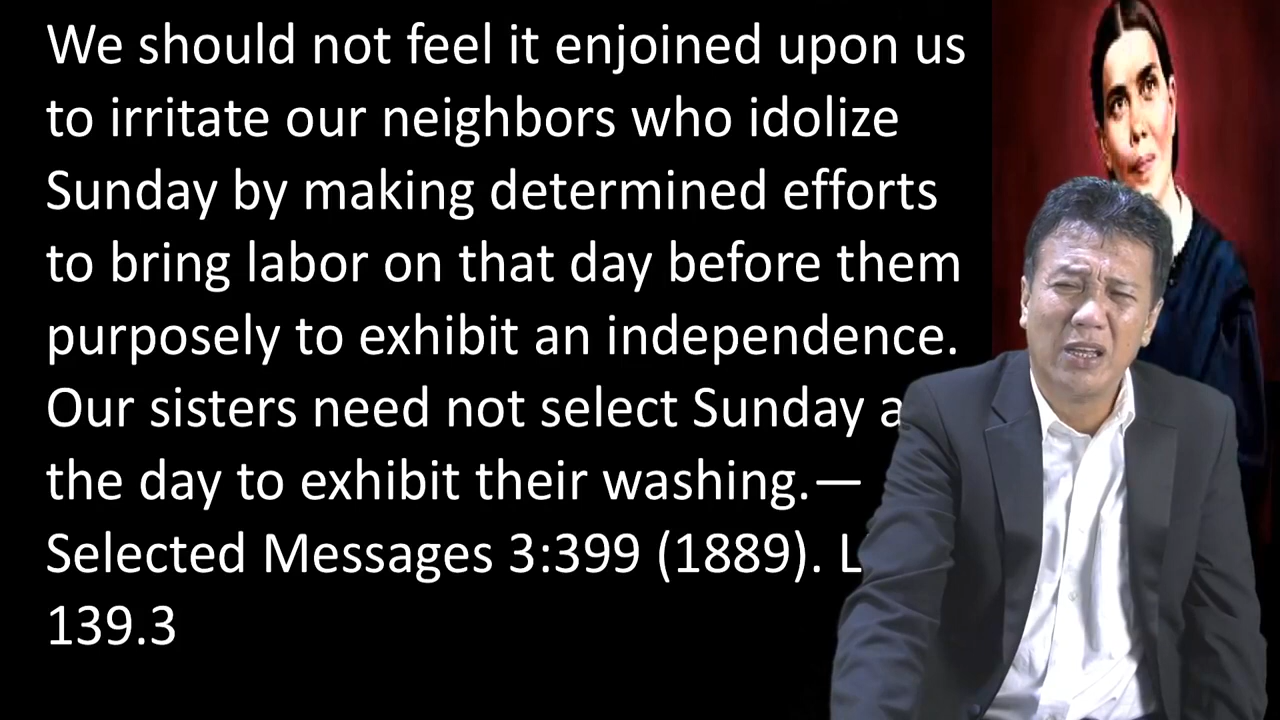 We should not feel it enjoined upon us
to irritate our neighbors who idolize
Sunday by making determined efforts
to bring labor on that day before them
purposely to exhibit an independence.
Our sisters need not select Sunday a
the day to exhibit their washing.—
Selected Messages 3:399 (1889). L
139.3